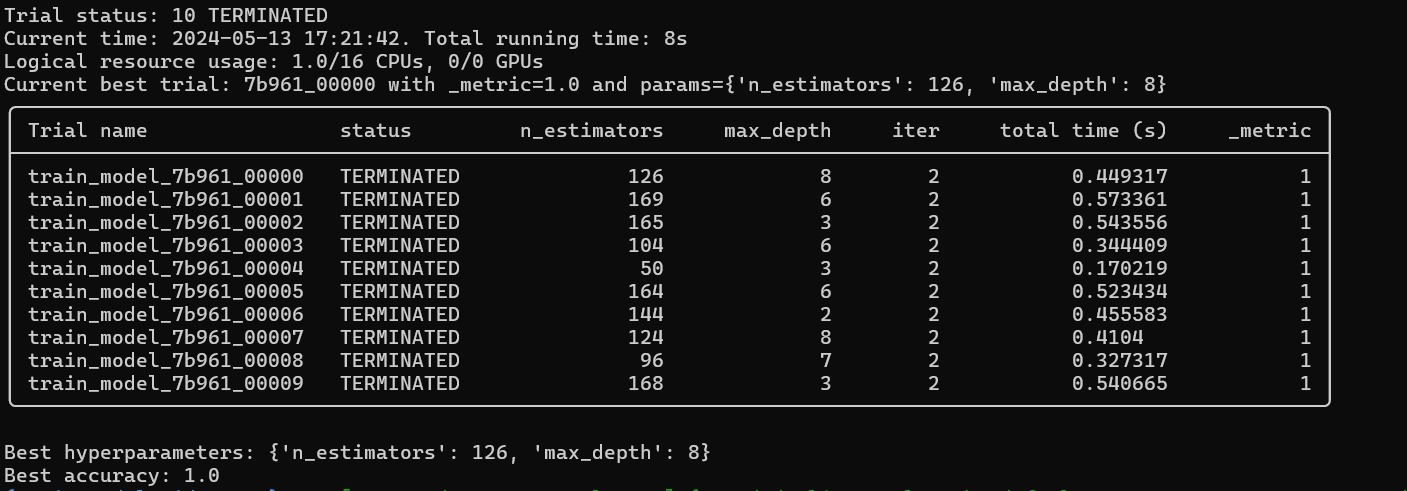 Trial status: 10 TERMINATED
Current time: 2024-05-13 17:21:42. Total running time: 8s
Logical resource usage: 1.0/16 CPUs, 0/0 GPUs
Current best trial: 7b961_00000 with _metric=1.0 and params={'n_estimators': 126, 'max_depth': 8}
Trial name status n_estimators max_depth iter total time (s) _metric
train_model_7b961_00000 TERMINATED 126 8 2 0.449317 1
train_model_7b961_00001 TERMINATED 169 6 2 0.573361 1
train_model_7b961_00002 TERMINATED 165 3 2 0.543556 1
train_model_7b961_00003 TERMINATED 104 6 2 0.344409 1
train_model_7b961_00004 TERMINATED 50 3 2 0.170219 1
train_model_7b961_00005 TERMINATED 164 6 2 0.523434 1
train_model_7b961_00006 TERMINATED 144 2 2 0.455583 1
train_model_7b961_00007 TERMINATED 124 8 2 0.4104 1
train_model_7b961_00008 TERMINATED 96 7 2 0.327317 1
train_model_7b961_00009 TERMINATED 168 3 2 0.540665 1
Best hyperparameters: {'n_estimators': 126, 'max_depth': 8}
Best accuracy: 1.0